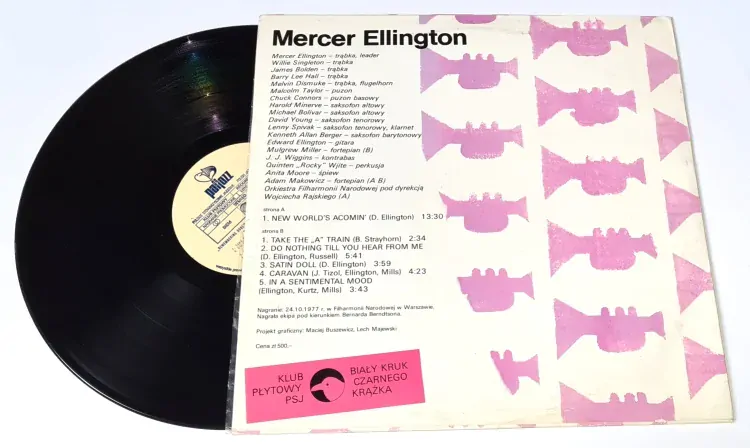 Mercer Ellington
Mercer Ellington – trąbka, leader
Willie Singleton – trąbka
James Bolden – trąbka
Barry Lee Hall – trąbka
Melvin Dismuke – trąbka, flugelhorn
Malcolm Taylor – puzon
Chuck Connors – puzon basowy
Harold Minerve – saksofon altowy
Michael Bolivar – saksofon altowy
David Young – saksofon tenorowy
Lenny Spivak – saksofon tenorowy, klarnet
Kenneth Allan Berger – saksofon barytonowy
Edward Ellington – gitara
Mulgrew Miller – fortepian (B)
J. J. Wiggins – kontrabas
Quinten „Rocky" Wjite – perkusja
Anita Moore – śpiew
Adam Makowicz – fortepian (A B)
Orkiestra Filharmonii Narodowej pod dyrekcją
Wojciecha Rajskiego (A)
strona A
1. NEW WORLD'S ACOMIN' (D. Ellington) 13:30
strona B
1. TAKE THE „A" TRAIN (B. Strayhorn) 2:34
2. DO NOTHING TILL YOU HEAR FROM ME
(D. Ellington, Russell) 5:41
3. SATIN DOLL (D. Ellington) 3:59
4. CARAVAN (J. Tizol, Ellington, Mills) 4:23
5. IN A SENTIMENTAL MOOD
(Ellington, Kurtz, Mills) 3:43
Nagranie: 24.10.1977 r. w Filharmonii Narodowej w Warszawie.
Nagrała ekipa pod kierunkiem Bernarda Berndtsona.
Projekt graficzny: Maciej Buszewicz, Lech Majewski
Cena zł 500,–
KLUB
PŁYTOWY
PSJ
BIAŁY KRUK
CZARNEGO
KRĄŻKA
poljazz